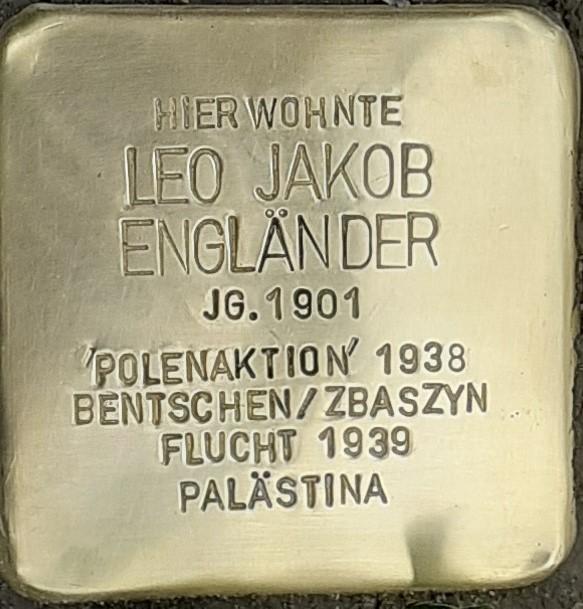 HIER WOHNTE
LEO JAKOB
ENGLÄNDER
JG. 1901
'POLENAKTION' 1938
BENTSCHEN/ZBASZYN
FLUCHT 1939
PALÄSTINA